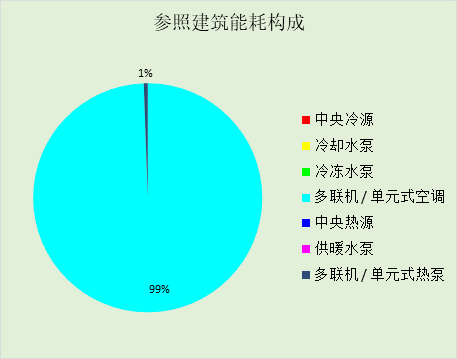 参照建筑能耗构成
1%
99%
中央冷源
冷却水泵
冷冻水泵
多联机/单元式空调
中央热源
供暖水泵
多联机/单元式热泵